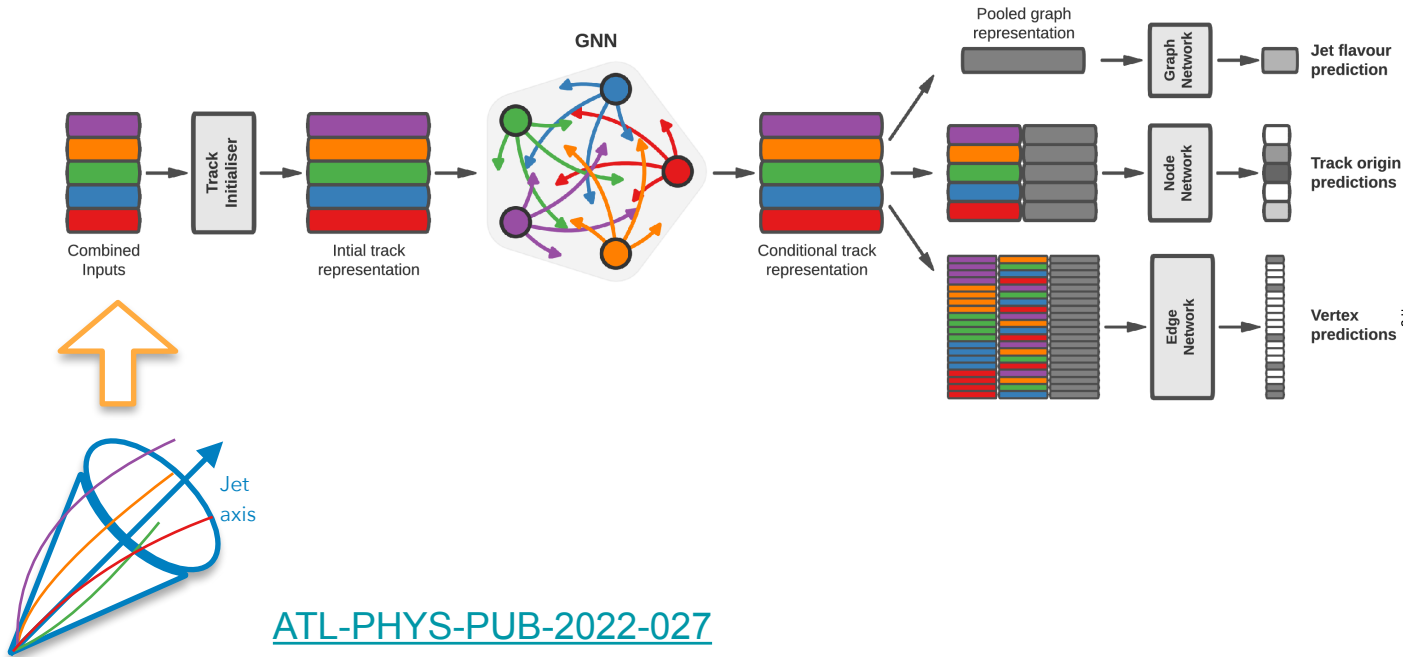 Pooled graph
representation
Graph
Network
Jet flavour
prediction
GNN
Combined
Inputs
Track
Initialiser
Intial track
representation
Conditional track
representation
Node
Network
Track origin
predictions
Edge
Network
Vertex
predictions
Jet
axis
ATL-PHYS-PUB-2022-027